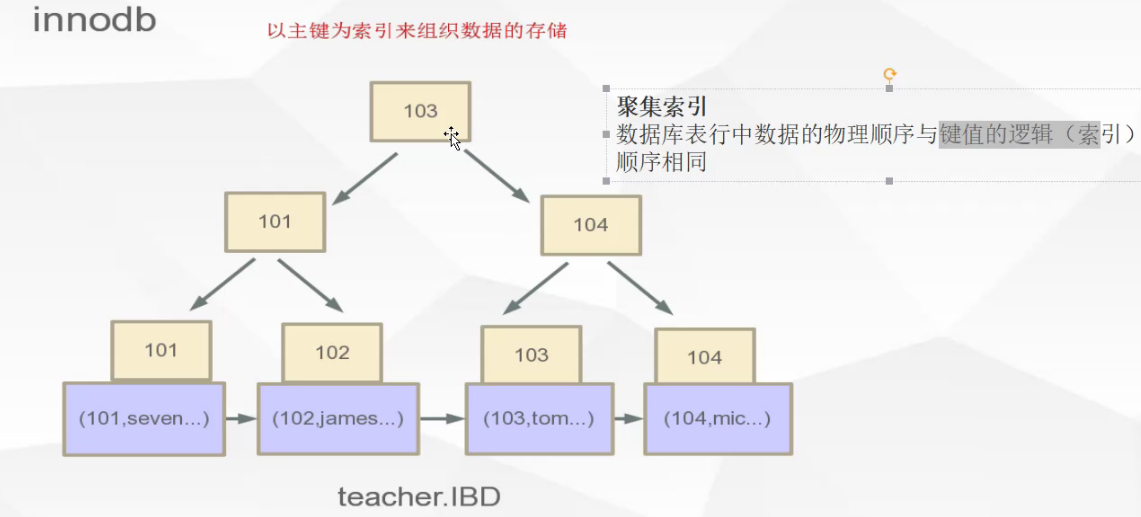 innodb
以主键为索引来组织数据的存储
103
聚集索引
数据库表行中数据的物理顺序与键值的逻辑（索引）
顺序相同
101
104
101
102
103
104
(101,seven...)
(102,james...)
(103,tom...)
(104,mic...)
teacher.IBD